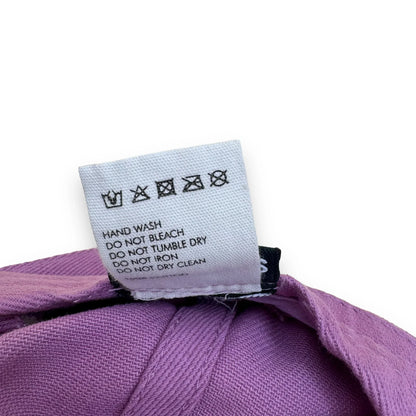 HAND WASH
DO NOT BLEACH
DO NOT TUMBLE DRY
DO NOT IRON
DO NOT DRY CLEAN